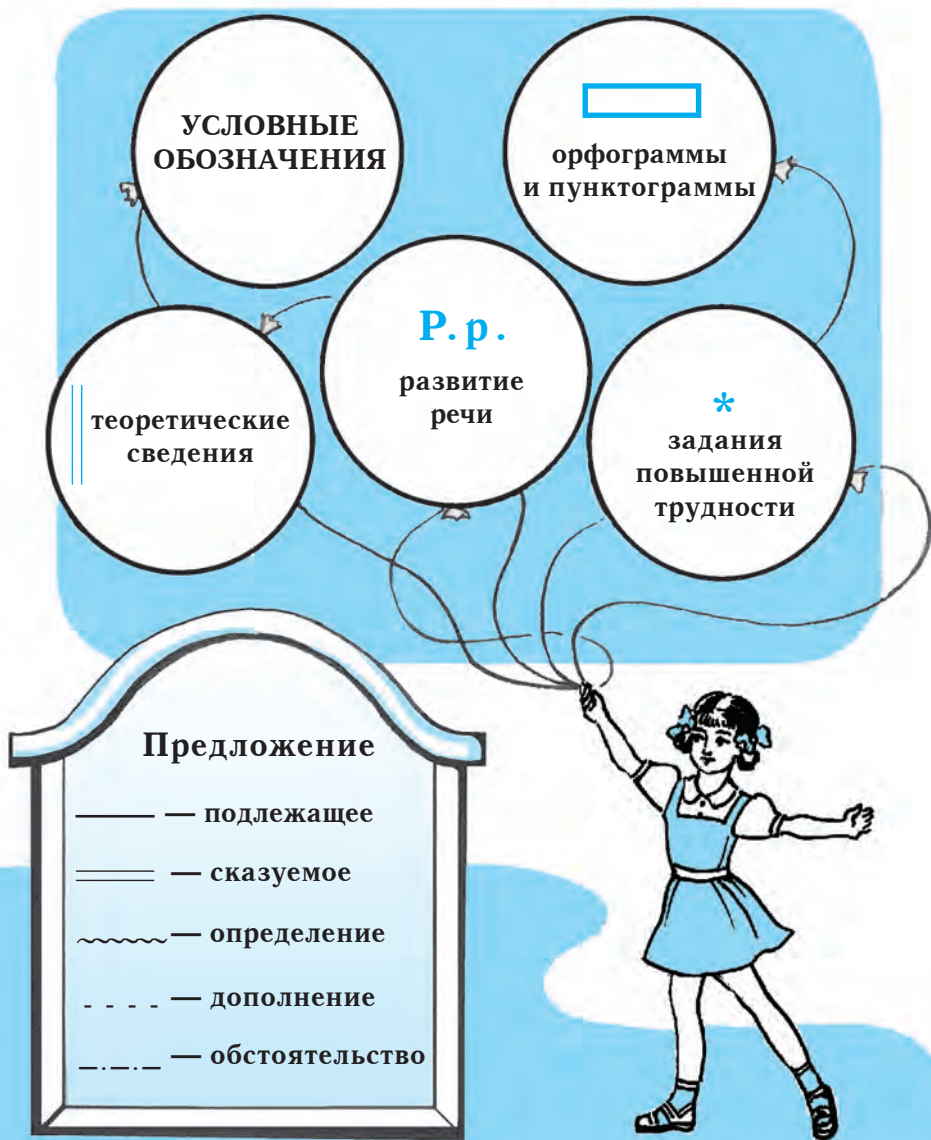 УСЛОВНЫЕ
ОБОЗНАЧЕНИЯ
орфограммы
и пунктограммы
теоретические
сведения
Р. р.
развитие
речи
*
задания
повышенной
трудности
Предложение
— подлежащее
— сказуемое
— определение
— дополнение
— обстоятельство